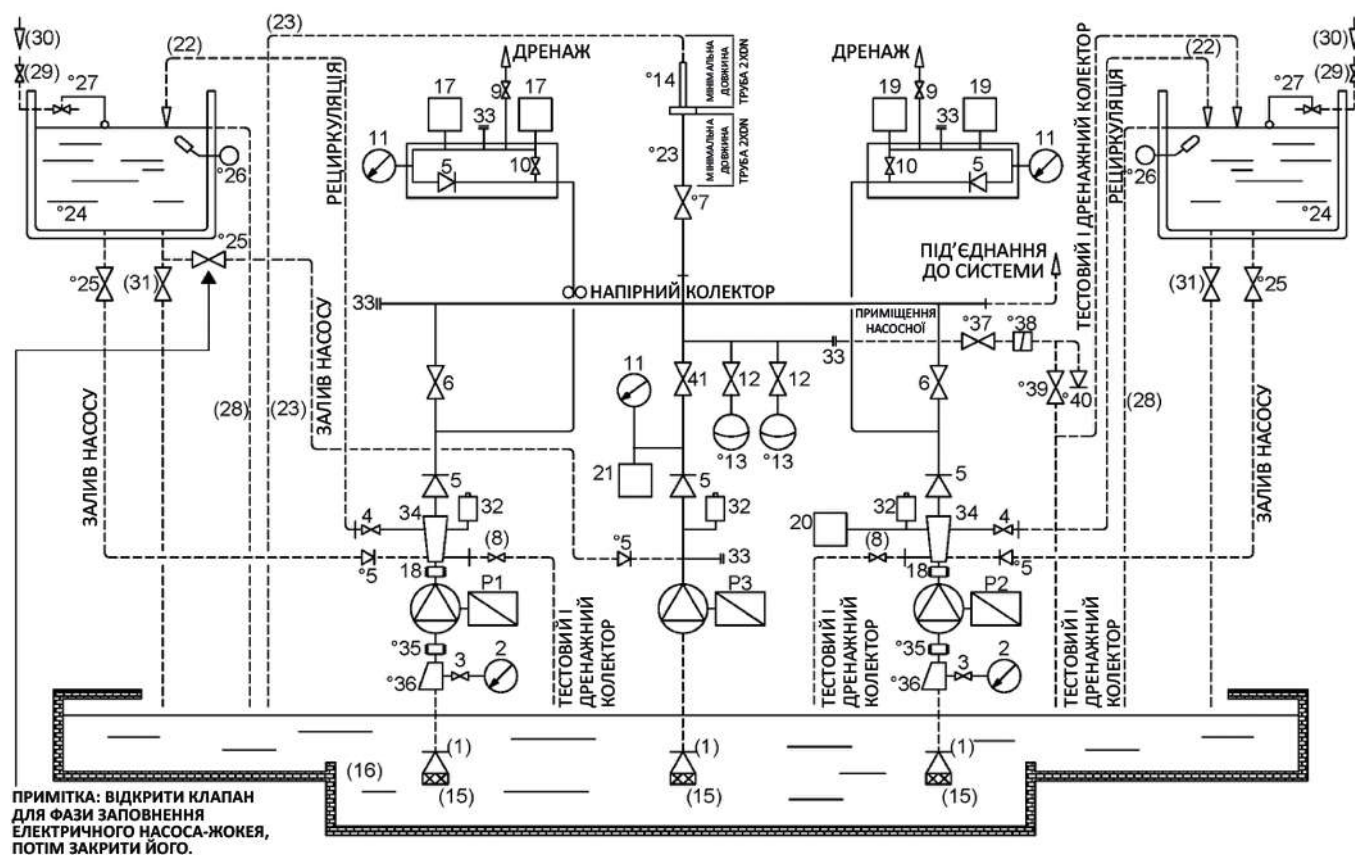 (30)
(29)
°27
(22)
(23)
ДРЕНАЖ
17
9
17
33
11
5
10
°14
МІНІМАЛЬНА
ДОВЖИНА
ТРУБА 2XDN
°23
МІНІМАЛЬНА
ДОВЖИНА
ТРУБА 2XDN
°7
ДРЕНАЖ
19
9
19
33
11
10
5
ТЕСТОВИЙ І ДРЕНАЖНИЙ КОЛЕКТОР
(22)
РЕЦИРКУЛЯЦІЯ
(30)
(29)
°27
°26
°24
РЕЦИРКУЛЯЦІЯ
°26
°24
°25
°25
(31)
(31)
°25
ПІД'ЄДНАННЯ
ДО СИСТЕМИ
33
НАПІРНИЙ КОЛЕКТОР
ПРИМІЩЕННЯ
НАСОСНОЇ
33
°37
°38
°39
°40
ЗАЛИВ НАСОСУ
(28)
(23)
ЗАЛИВ НАСОСУ
6
11
41
12
12
6
(28)
ЗАЛИВ НАСОСУ
21
°13
°13
5
5
5
4
34
32
32
20
32
34
4
°5
(8)
°5
33
(8)
°5
18
18
P1
P3
P2
°35
3
2
°36
ТЕСТОВИЙ І
ДРЕНАЖНИЙ
КОЛЕКТОР
ТЕСТОВИЙ І
ДРЕНАЖНИЙ
КОЛЕКТОР
°35
3
2
°36
ТЕСТОВИЙ І
ДРЕНАЖНИЙ
КОЛЕКТОР
(1)
(1)
(1)
(16)
(15)
(15)
(15)
ПРИМІТКА: ВІДКРИТИ КЛАПАН
ДЛЯ ФАЗИ ЗАПОВНЕННЯ
ЕЛЕКТРИЧНОГО НАСОСА-ЖОКЕЯ,
ПОТІМ ЗАКРИТИ ЙОГО.